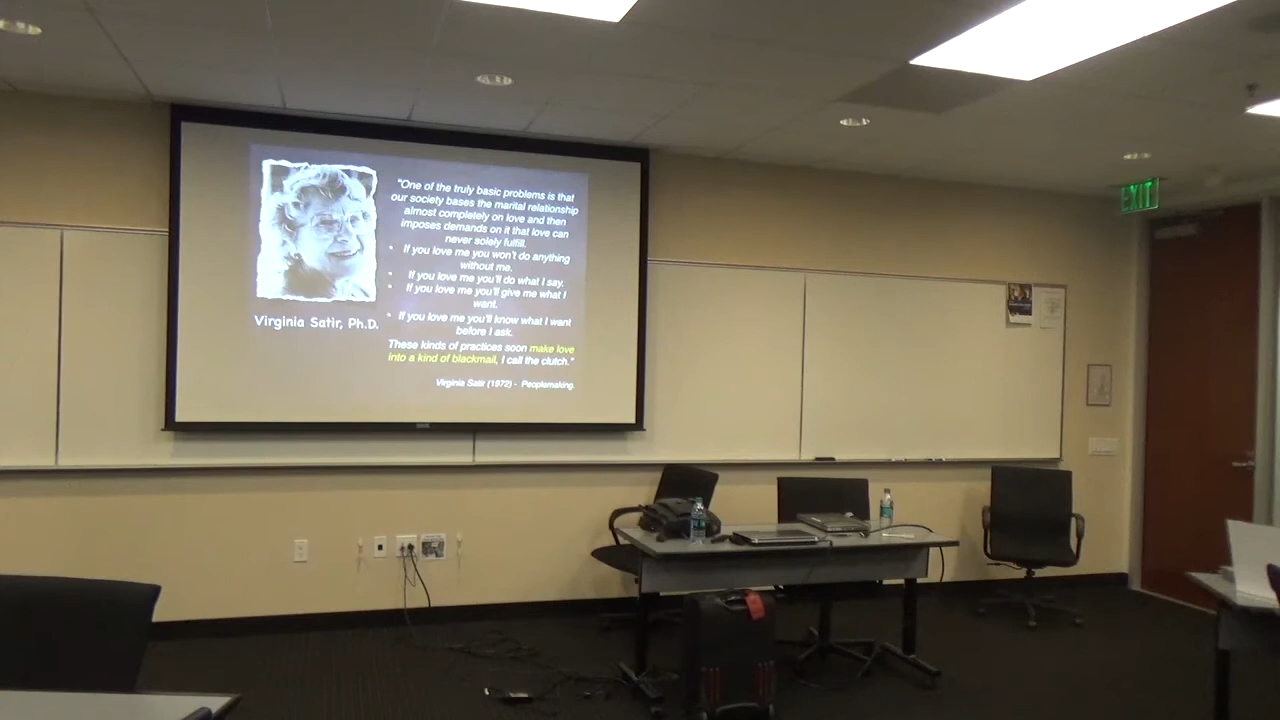 "One of the truly basic problems is that
our society bases the marital relationship
almost completely on love and then
imposes demands on it that love can
never solely fulfill.
• If you love me you won't do anything
without me.
• If you love me you'll do what I say.
• If you love me you'll give me what I
want.
• If you love me you'll know what I want
before I ask.
These kinds of practices soon make love
into a kind of blackmail, I call the clutch."
Virginia Satir (1972) - Peoplemaking.
Virginia Satir, Ph.D.
EXIT